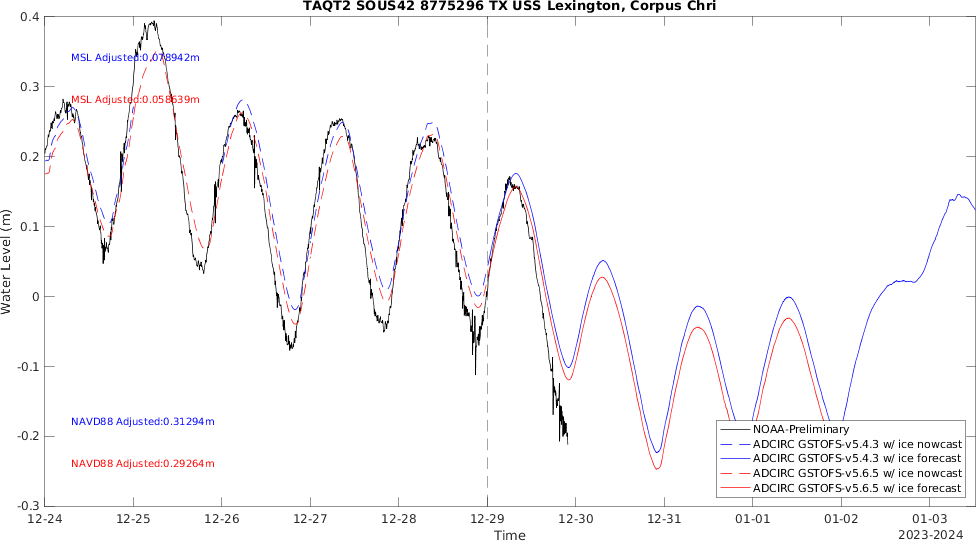 TAQT2 SOUS42 8775296 TX USS Lexington, Corpus Chri
0.4
0.3
0.2
0.1
0
-0.1
-0.2
-0.3
Water Level (m)
MSL Adjusted:0.078942m
MSL Adjusted:0.058639m
NAVD88 Adjusted:0.31294m
NAVD88 Adjusted:0.29264m
NOAA-Preliminary
ADCIRC GSTOFS-v5.4.3 w/ ice nowcast
ADCIRC GSTOFS-v5.4.3 w/ ice forecast
ADCIRC GSTOFS-v5.6.5 w/ ice nowcast
ADCIRC GSTOFS-v5.6.5 w/ ice forecast
12-24 12-25 12-26 12-27 12-28 12-29 12-30 12-31 01-01 01-02 01-03
Time
2023-2024